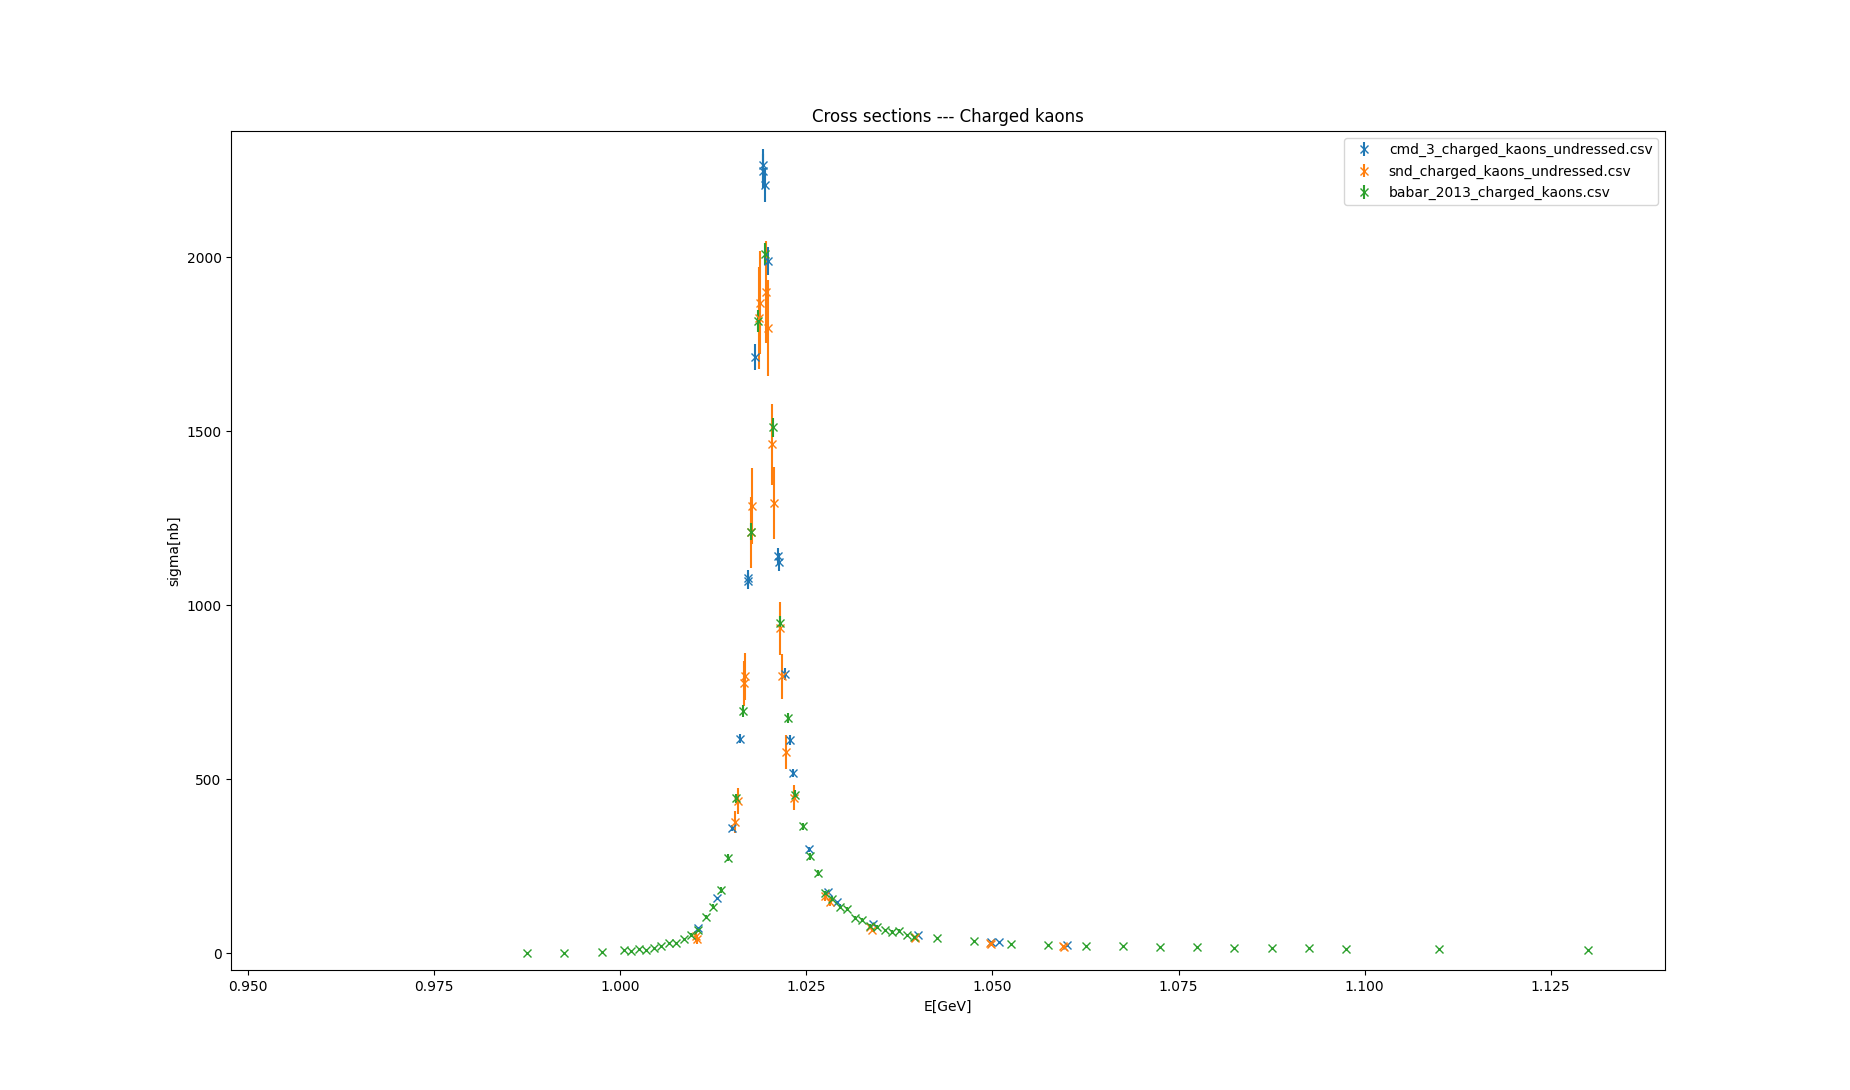 Cross sections --- Charged kaons
cmd_3_charged_kaons_undressed.csv
snd_charged_kaons_undressed.csv
babar_2013_charged_kaons.csv
sigma[nb]
2000
1500
1000
500
0
0.950 0.975 1.000 1.025 1.050 1.075 1.100 1.125
E[GeV]